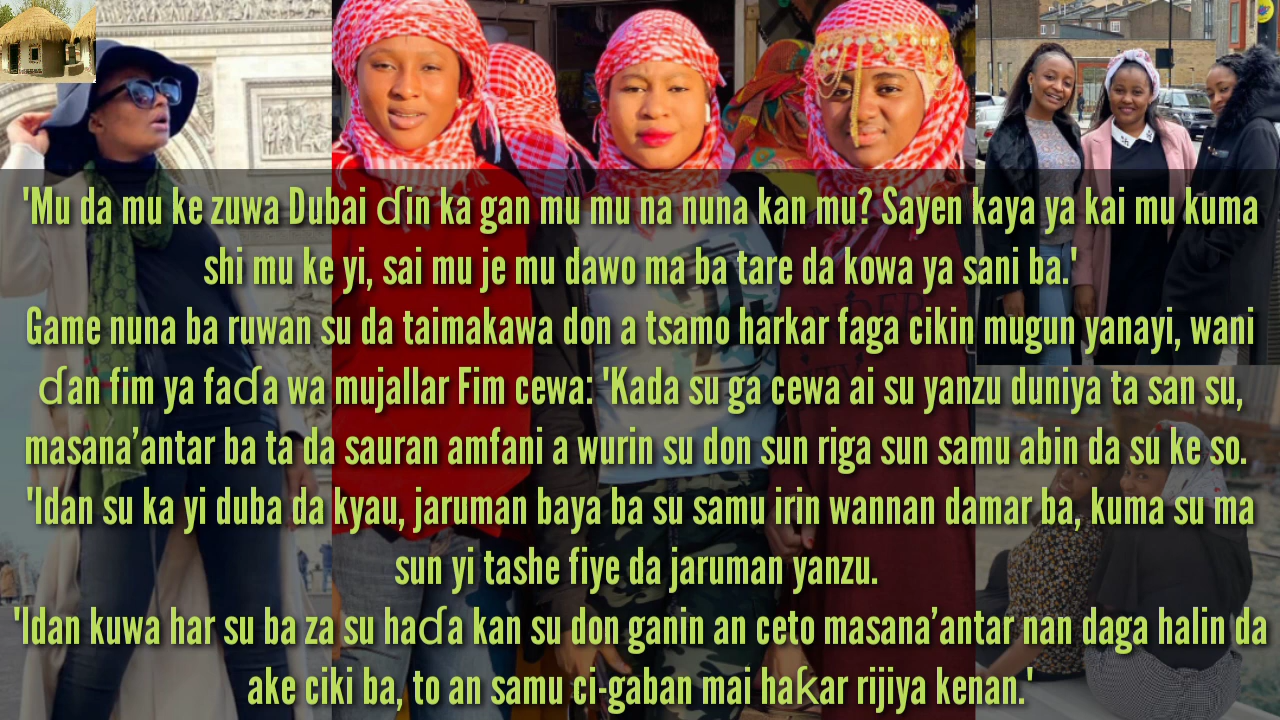 'Mu da mu ke zuwa Dubai ɗin ka gan mu mu na nuna kan mu? Sayen kaya ya kai mu kuma
shi mu ke yi, sai mu je mu dawo ma ba tare da kowa ya sani ba.'
Game nuna ba ruwan su da taimakawa don a tsamo harkar faga cikin mugun yanayi, wani
ɗan fim ya faɗa wa mujallar Fim cewa: 'Kada su ga cewa ai su yanzu duniya ta san su,
masana’antar ba ta da sauran amfani a wurin su don sun riga sun samu abin da su ke so.
'Idan su ka yi duba da kyau, jaruman baya ba su samu irin wannan damar ba, kuma su ma
sun yi tashe fiye da jaruman yanzu.
'Idan kuwa har su ba za su haɗa kan su don ganin an ceto masana’antar nan daga halin da
ake ciki ba, to an samu ci-gaban mai haƙar rijiya kenan.'